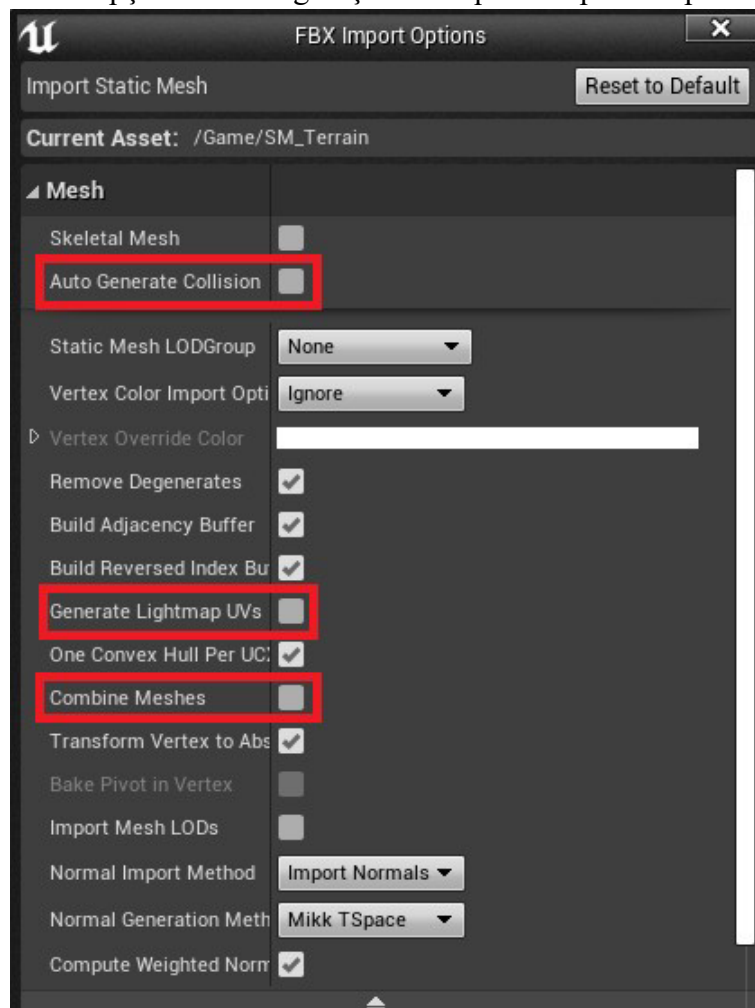 FBX Import Options
Import Static Mesh
Reset to Default
Current Asset: /Game/SM_Terrain
Mesh
Skeletal Mesh
Auto Generate Collision
Static Mesh LODGroup None
Vertex Color Import Opti Ignore
Vertex Override Color
Remove Degenerates
Build Adjacency Buffer
Build Reversed Index Bu
Generate Lightmap UVs
One Convex Hull Per UC
Combine Meshes
Transform Vertex to Abs
Bake Pivot in Vertex
Import Mesh LODs
Normal Import Method Import Normals
Normal Generation Meth Mikk TSpace
Compute Weighted Norm